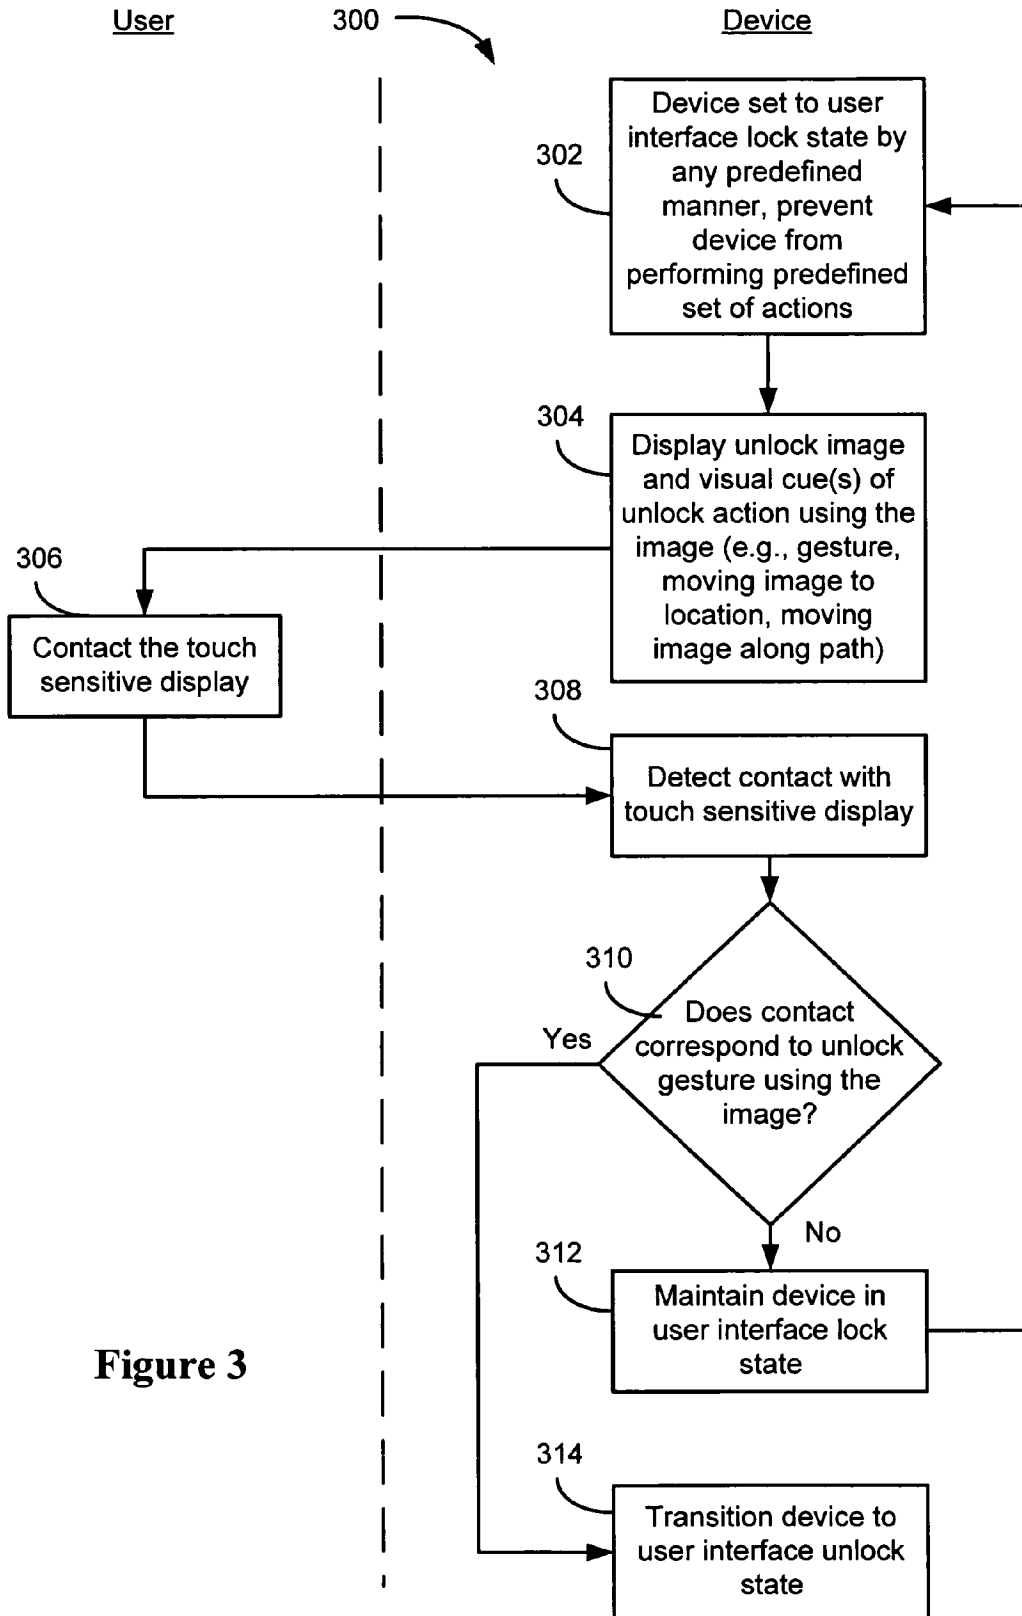 User
300
Device
302
Device set to user
interface lock state by
any predefined
manner, prevent
device from
performing predefined
set of actions
304
Display unlock image
and visual cue(s) of
unlock action using the
image (e.g., gesture,
moving image to
location, moving
image along path)
306
Contact the touch
sensitive display
308
Detect contact with
touch sensitive display
310
Does contact
correspond to unlock
gesture using the
image?
Yes
No
312
Maintain device in
user interface lock
state
Figure 3
314
Transition device to
user interface unlock
state